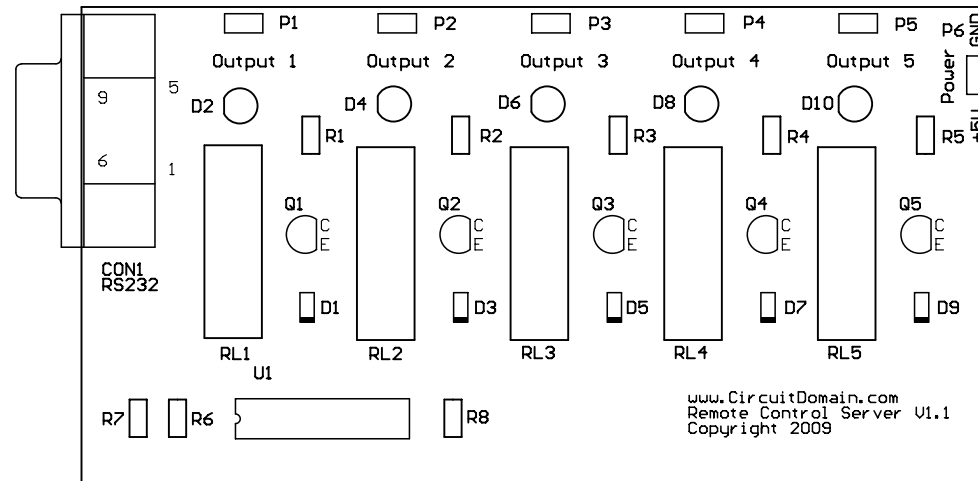 P1 P2 P3 P4 P5 P6
Output 1 Output 2 Output 3 Output 4 Output 5
Power
GND
+5V
D2 D4 D6 D8 D10
R1 R2 R3 R4 R5
9 5
6 1
Q1 Q2 Q3 Q4 Q5
C C C C C
E E E E E
CON1
RS232
D1 D3 D5 D7 D9
RL1 RL2 RL3 RL4 RL5
U1
R7 R6 R8
www.CircuitDomain.com
Remote Control Server V1.1
Copyright 2009